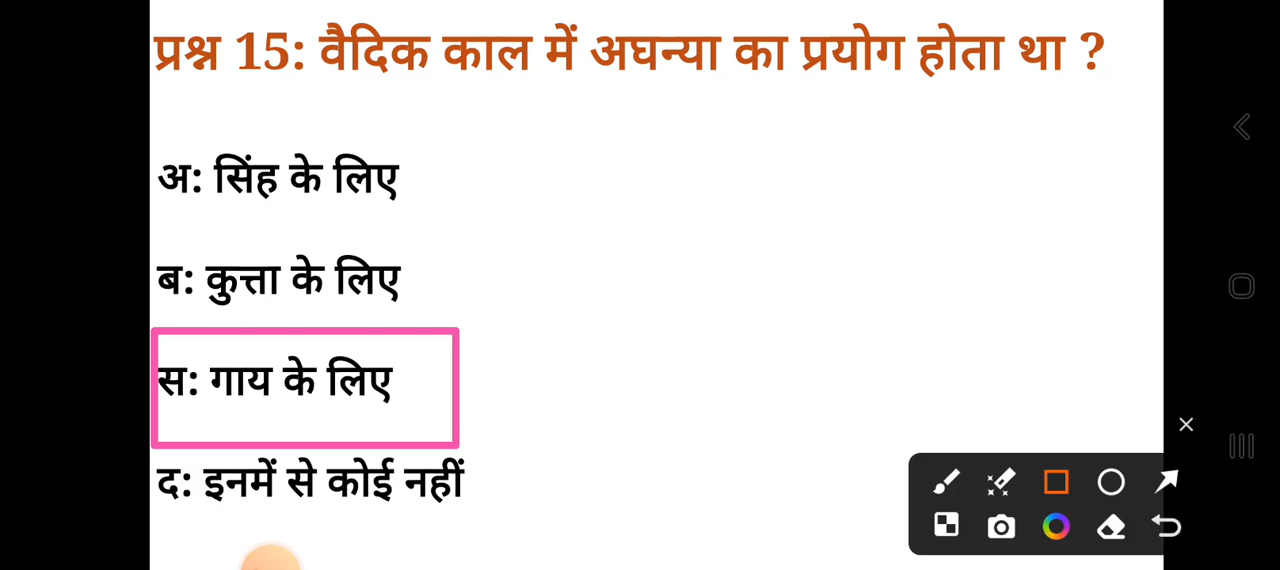 प्रश्न 15: वैदिक काल में अघन्या का प्रयोग होता था ?
अ: सिंह के लिए
ब: कुत्ता के लिए
स: गाय के लिए
द: इनमें से कोई नहीं